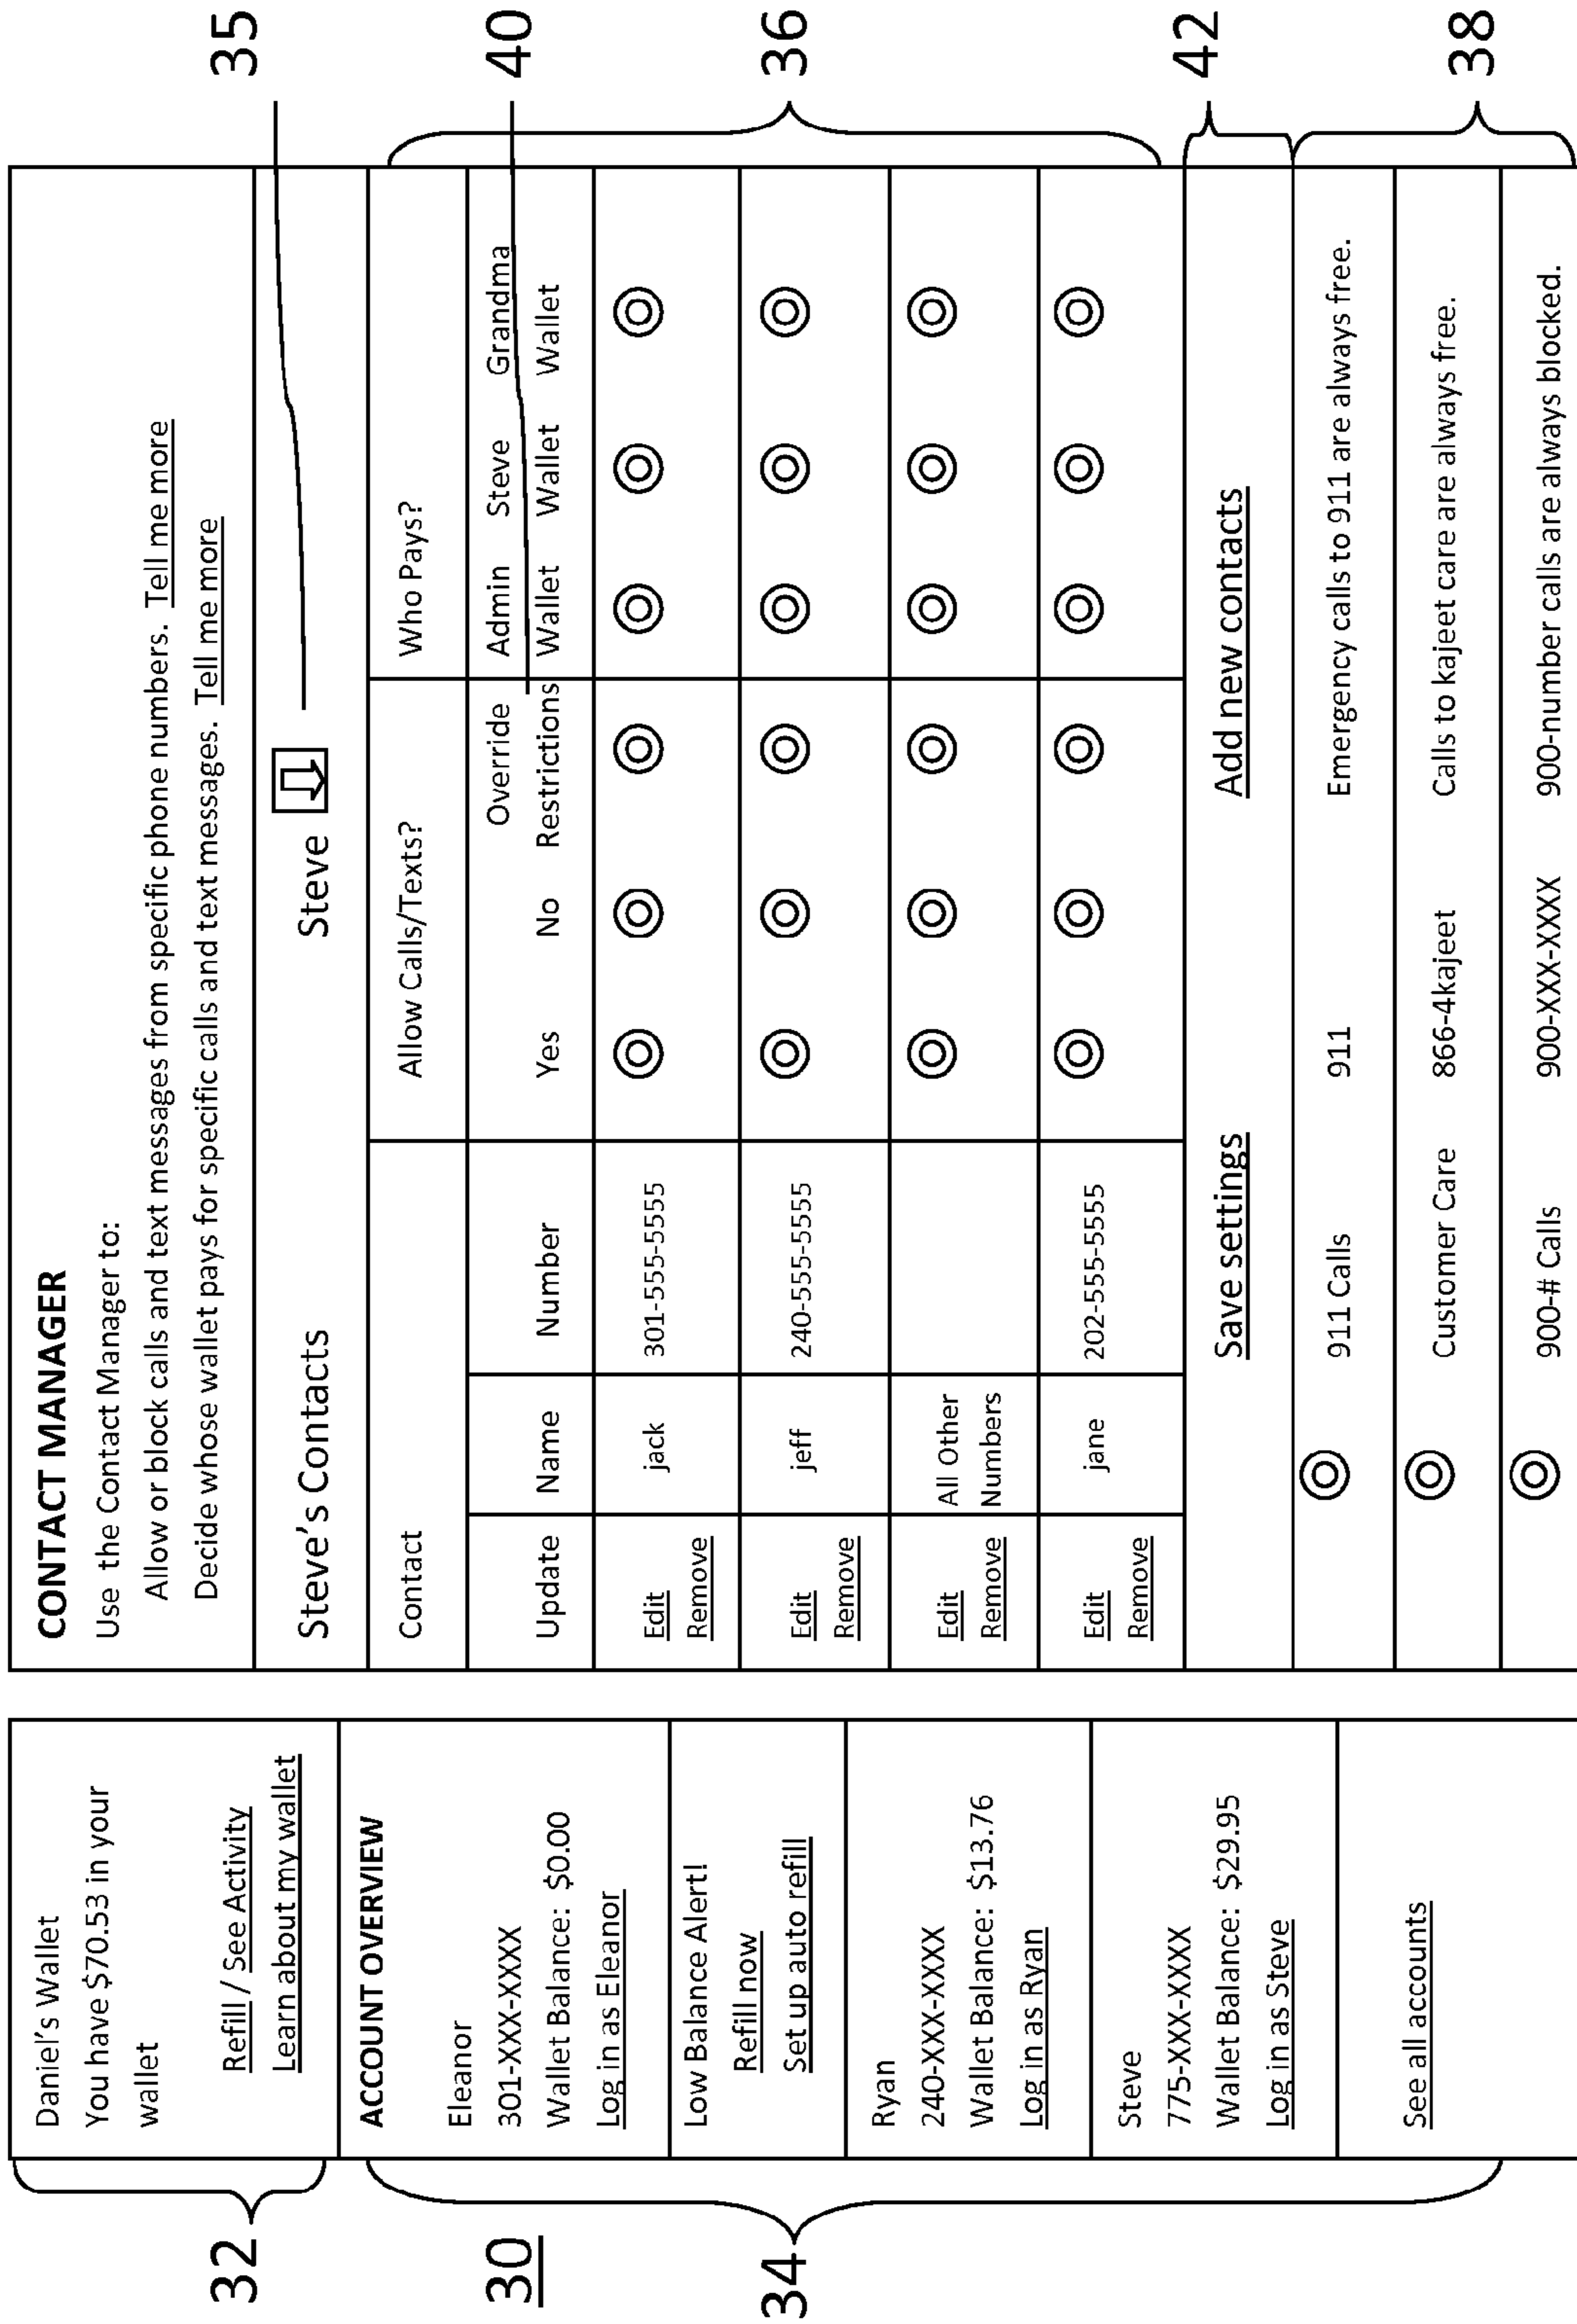 32
30
34
Daniel's Wallet
You have $70.53 in your
wallet
Refill / See Activity
Learn about my wallet
ACCOUNT OVERVIEW
Eleanor
301-XXX-XXXX
Wallet Balance: $0.00
Log in as Eleanor
Low Balance Alert!
Refill now
Set up auto refill
Ryan
240-XXX-XXXX
Wallet Balance: $13.76
Log in as Ryan
Steve
775-XXX-XXXX
Wallet Balance: $29.95
Log in as Steve
See all accounts
CONTACT MANAGER
Use the Contact Manager to:
Allow or block calls and text messages from specific phone numbers. Tell me more
Decide whose wallet pays for specific calls and text messages. Tell me more
Steve's Contacts Steve
Contact Allow Calls/Texts? Who Pays?
Update Name Number Yes No Override Restrictions Admin Wallet Steve Wallet Grandma Wallet
Edit jack 301-555-5555
Remove
Edit jeff 240-555-5555
Remove
Edit All Other
Remove Numbers
Edit jane 202-555-5555
Remove
Save settings Add new contacts
911 Calls 911 Emergency calls to 911 are always free.
Customer Care 866-4kajeet Calls to kajeet care are always free.
900-# Calls 900-XXX-XXXX 900-number calls are always blocked.
35
40
36
42
38